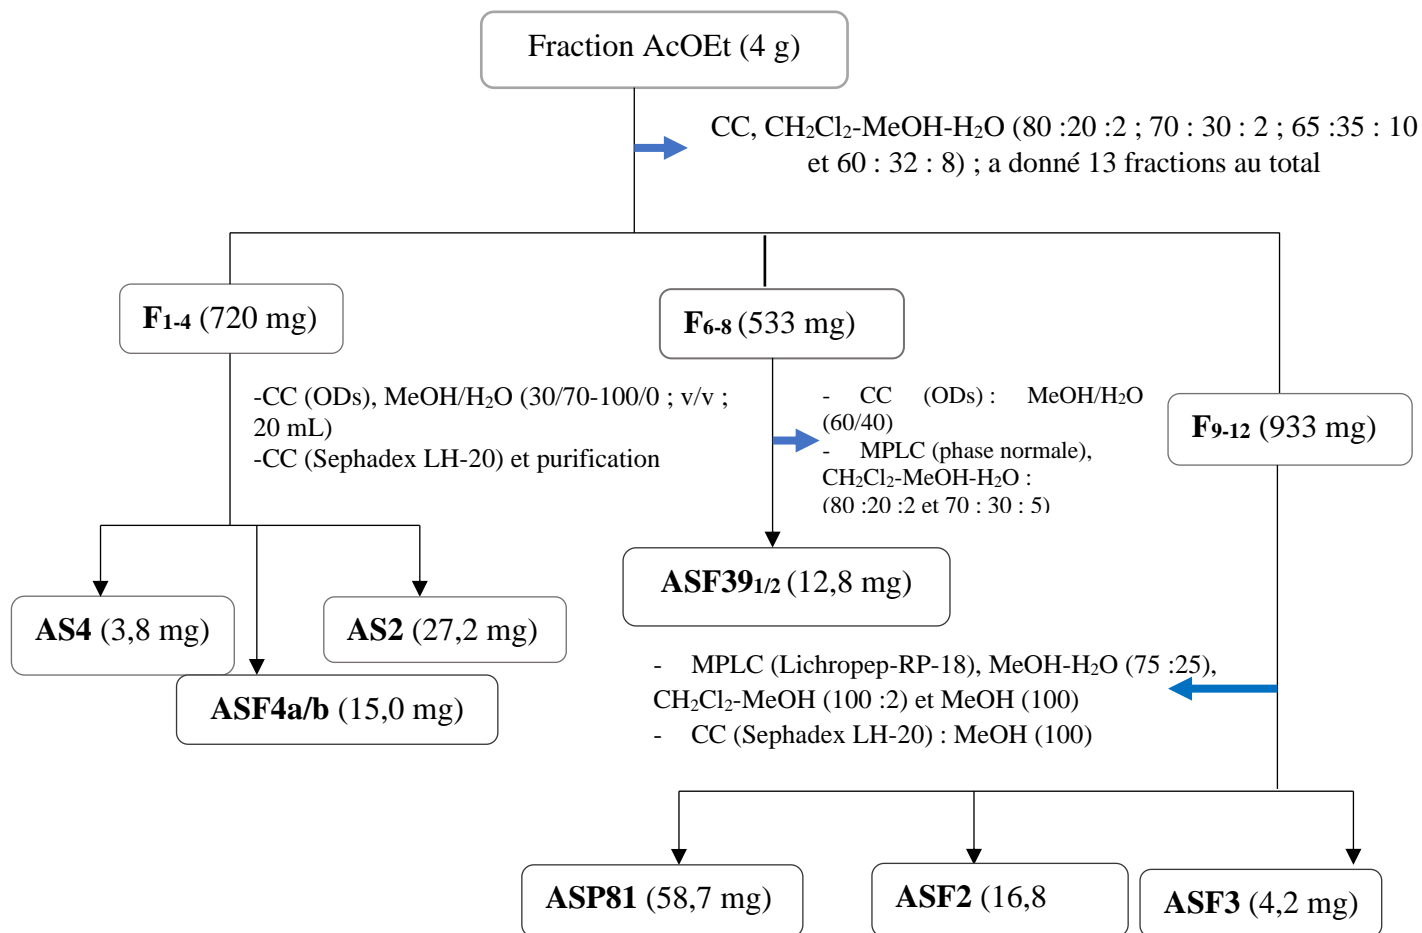 Fraction AcOEt (4 g)
CC, CH₂Cl₂-MeOH-H₂O (80 :20 :2 ; 70 : 30 : 2 ; 65 :35 : 10
et 60 : 32 : 8) ; a donné 13 fractions au total
F₁₋₄ (720 mg)
F₆₋₈ (533 mg)
F₉₋₁₂ (933 mg)
-CC (ODs), MeOH/H₂O (30/70-100/0 ; v/v ;
20 mL)
-CC (Sephadex LH-20) et purification
- CC (ODs) : MeOH/H₂O
(60/40)
- MPLC (phase normale),
CH₂Cl₂-MeOH-H₂O :
(80 :20 :2 et 70 : 30 : 5)
AS4 (3,8 mg)
ASF4a/b (15,0 mg)
AS2 (27,2 mg)
ASF39₁/₂ (12,8 mg)
- MPLC (Lichropep-RP-18), MeOH-H₂O (75 :25),
CH₂Cl₂-MeOH (100 :2) et MeOH (100)
- CC (Sephadex LH-20) : MeOH (100)
ASP81 (58,7 mg)
ASF2 (16,8
ASF3 (4,2 mg)